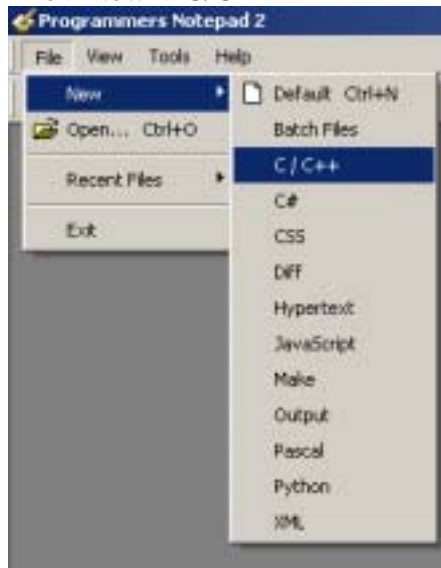 Programmers Notepad 2
File View Tools Help
New
Open... Ctrl+O
Recent Files
Exit
Default Ctrl+N
Batch Files
C / C++
C#
CSS
Diff
Hypertext
JavaScript
Make
Output
Pascal
Python
XML